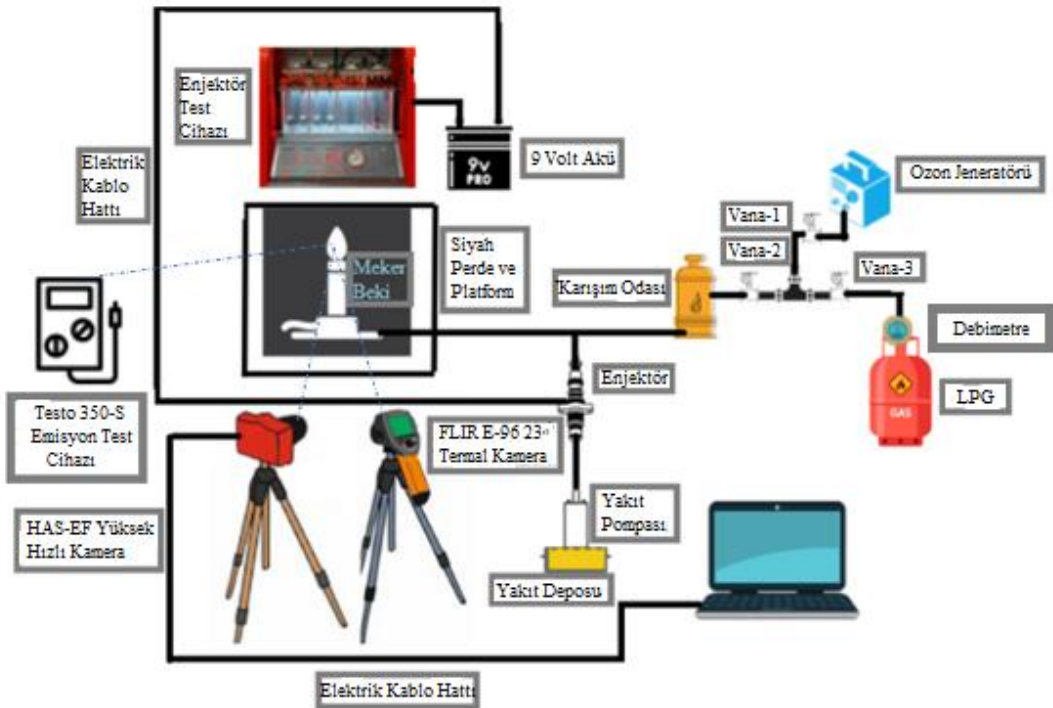 Enjektör
Test
Cihazı
9v
PRO
9 Volt Akü
Elektrik
Kablo
Hattı
Ozon Jeneratörü
Vana-1
Vana-2
Vana-3
Siyah
Perde ve
Platform
Meker
Beki
Karışım Odası
Debimetre
LPG
GAS
Enjektör
Testo 350-S
Emisyon Test
Cihazı
FLIR E-96 23°
Termal Kamera
HAS-EF Yüksek
Hızlı Kamera
Yakıt
Pompası
Yakıt Deposu
Elektrik Kablo Hattı